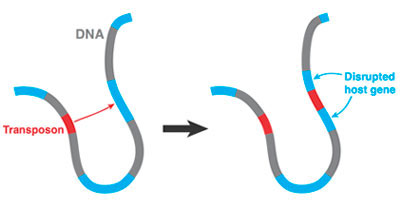 DNA
Transposon
Disrupted
host gene